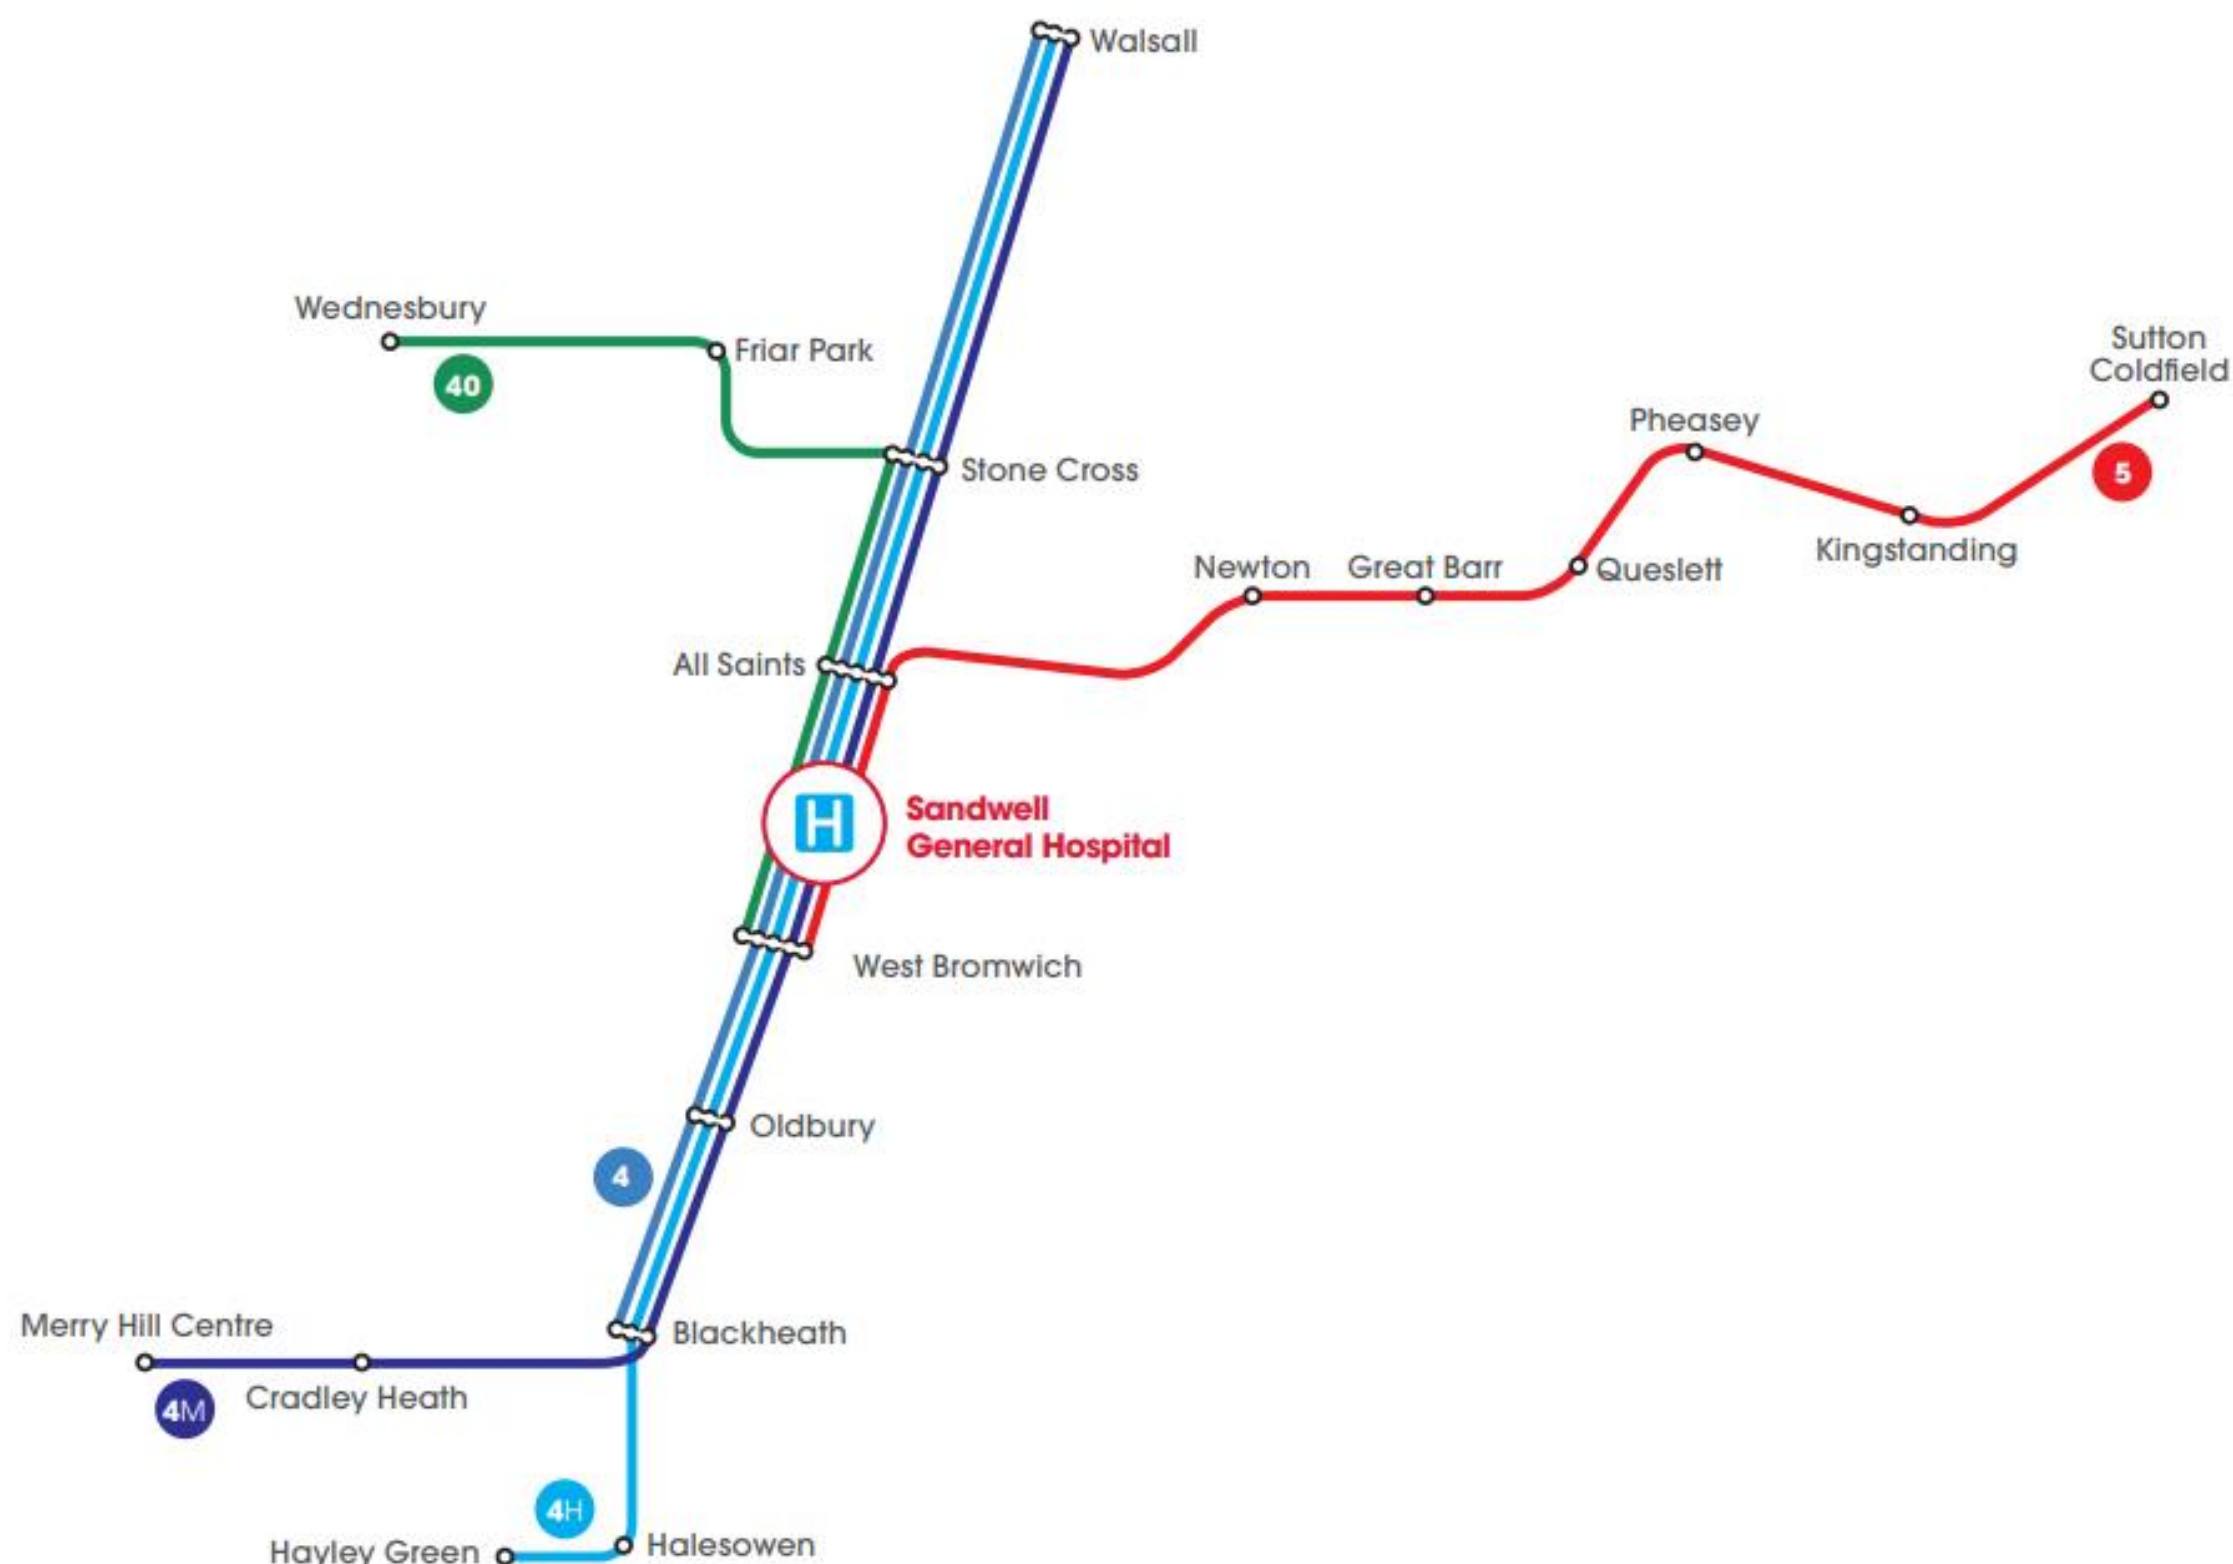 Walsall
Wednesbury
Friar Park
40
Sutton
Coldfield
Pheasey
5
Stone Cross
Kingstanding
Newton
Great Barr
Queslett
All Saints
H
Sandwell
General Hospital
West Bromwich
Oldbury
4
Merry Hill Centre
Blackheath
Cradley Heath
4M
4H
Halesowen
Hayley Green